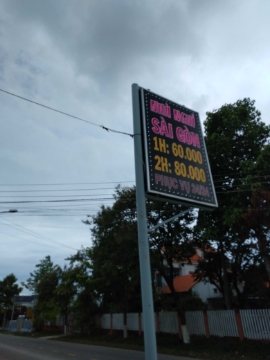 NHÀ NGHỈ
SÀI GÒN
1H: 60.000
2H: 80.000
PHỤC VỤ 24/24